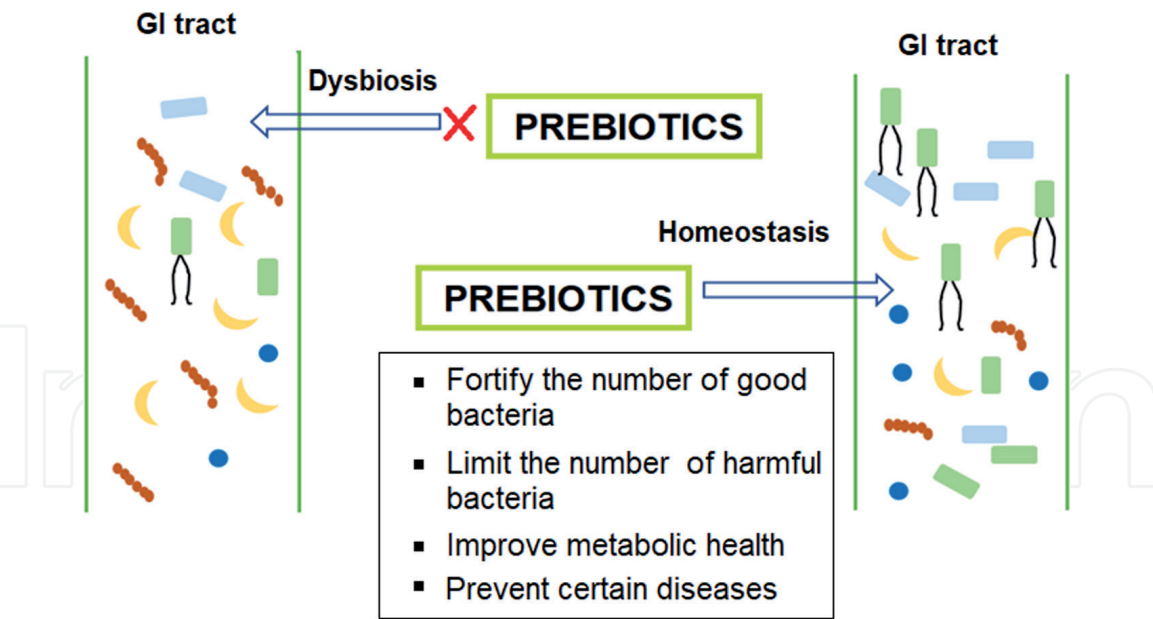 GI tract
GI tract
Dysbiosis
PREBIOTICS
Homeostasis
PREBIOTICS
▪ Fortify the number of good
bacteria
▪ Limit the number of harmful
bacteria
▪ Improve metabolic health
▪ Prevent certain diseases